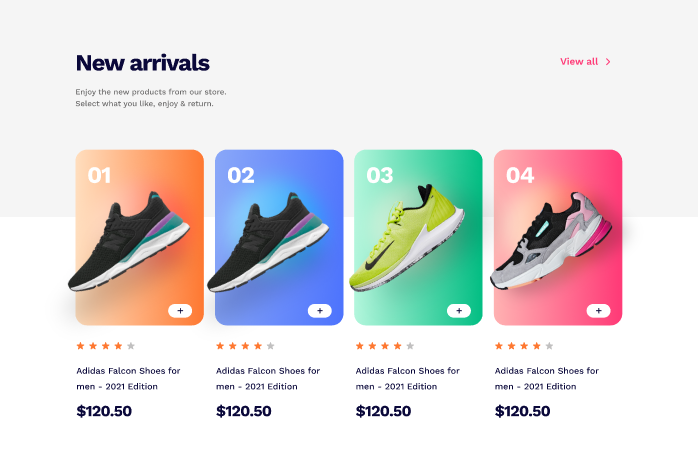 New arrivals
View all
Enjoy the new products from our store.
Select what you like, enjoy & return.
01
02
03
04
+
+
+
+
Adidas Falcon Shoes for
men - 2021 Edition
$120.50
Adidas Falcon Shoes for
men - 2021 Edition
$120.50
Adidas Falcon Shoes for
men - 2021 Edition
$120.50
Adidas Falcon Shoes for
men - 2021 Edition
$120.50